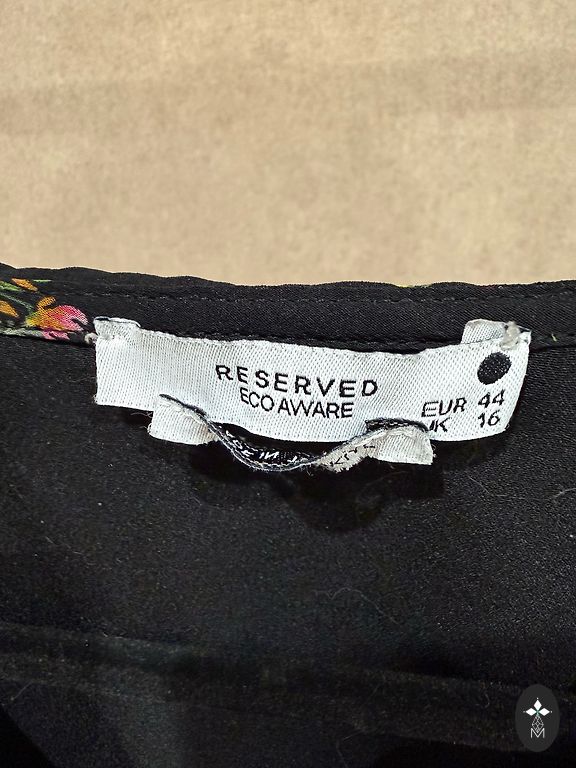 RESERVED
ECO AWARE
EUR 44
UK 16
M